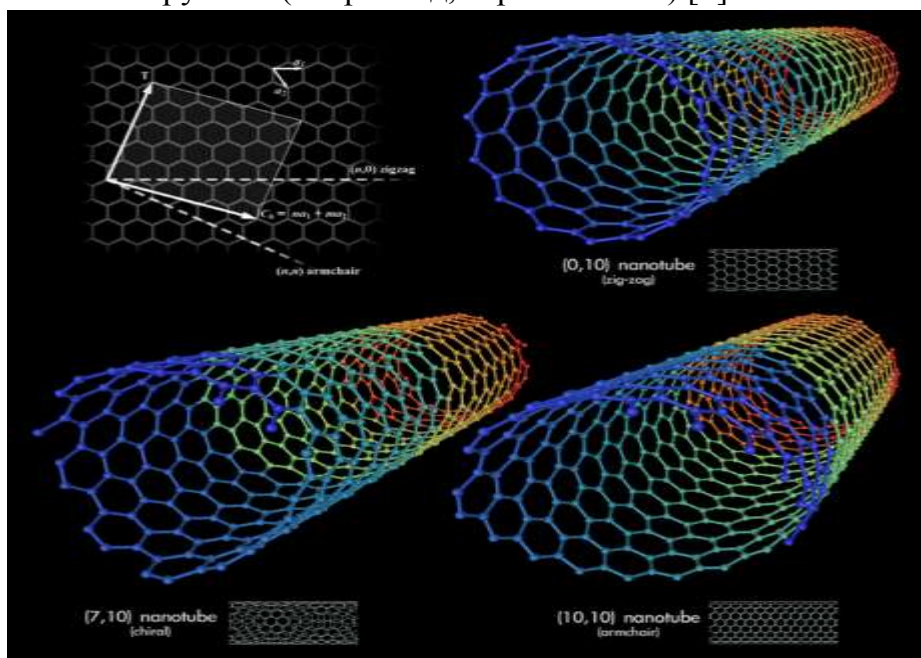 T
a₁
a₂
(n,0) zigzag
Cₕ = na₁ + ma₂
(n,n) armchair
(0,10) nanotube
(zig-zag)
(7,10) nanotube
(chiral)
(10,10) nanotube
(armchair)